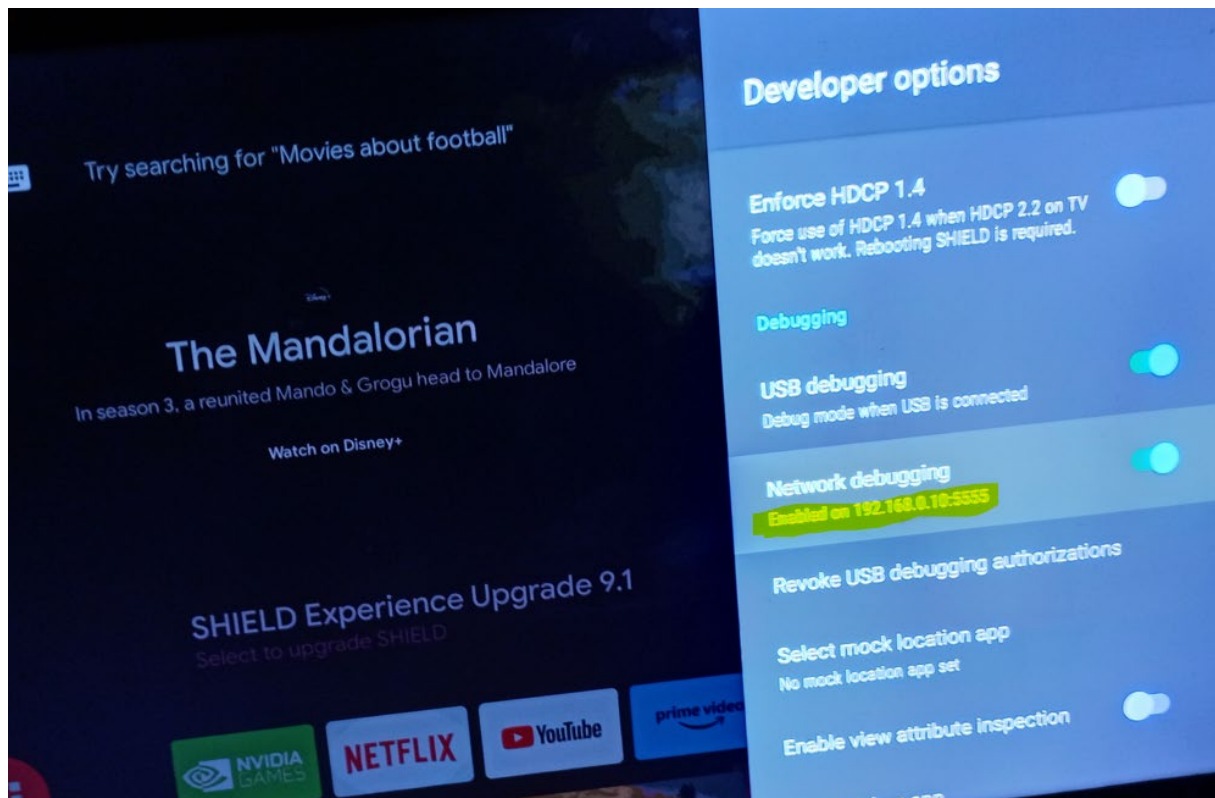 Try searching for "Movies about football"
Disney+
The Mandalorian
In season 3, a reunited Mando & Grogu head to Mandalore
Watch on Disney+
SHIELD Experience Upgrade 9.1
Select to upgrade SHIELD
NVIDIA
GAMES
NETFLIX
YouTube
prime video
Developer options
Enforce HDCP 1.4
Force use of HDCP 1.4 when HDCP 2.2 on TV
doesn't work. Rebooting SHIELD is required.
Debugging
USB debugging
Debug mode when USB is connected
Network debugging
Enabled on 192.168.0.10:5555
Revoke USB debugging authorizations
Select mock location app
No mock location app set
Enable view attribute inspection